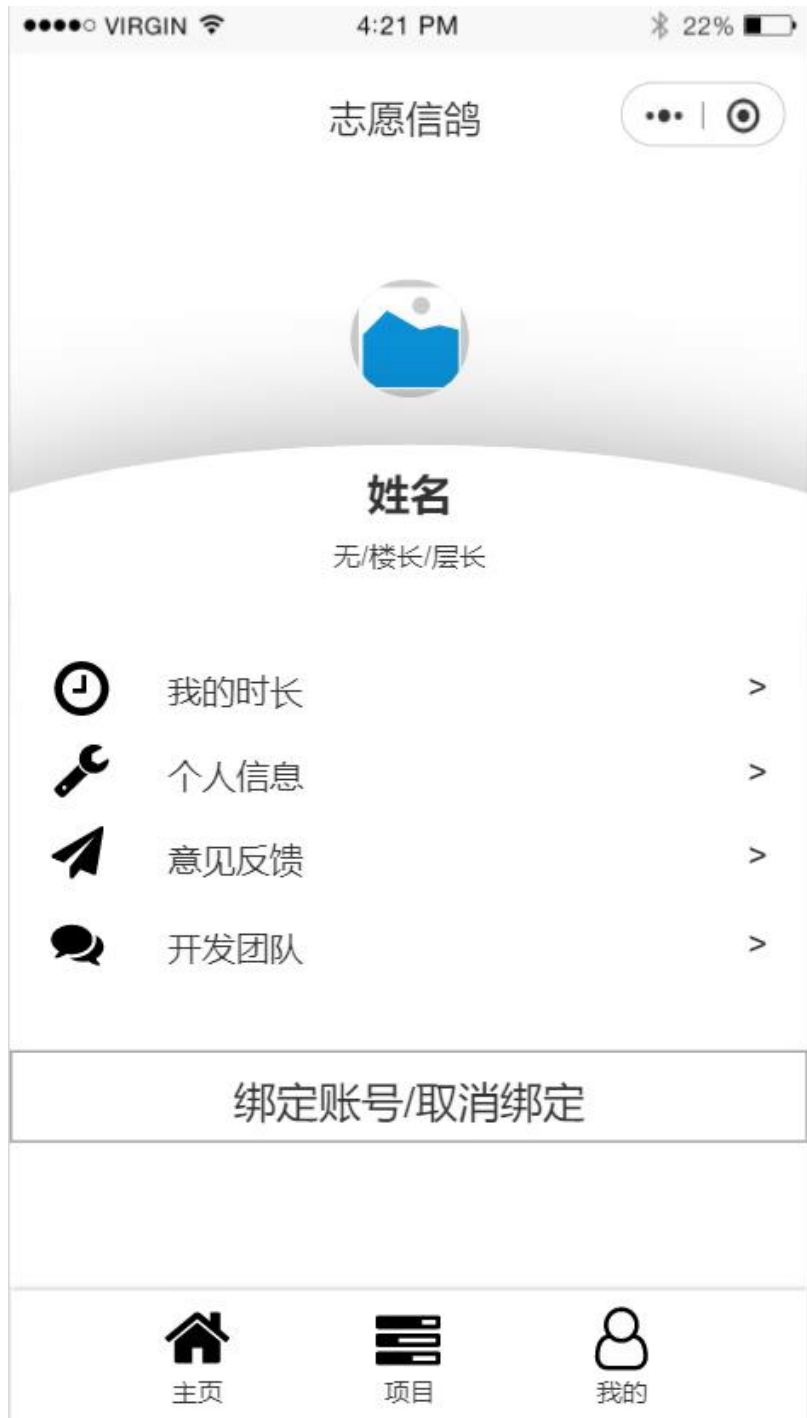 VIRGIN 4:21 PM 22%
志愿信鸽
姓名
无/楼长/层长
我的时长 >
个人信息 >
意见反馈 >
开发团队 >
绑定账号/取消绑定
主页 项目 我的